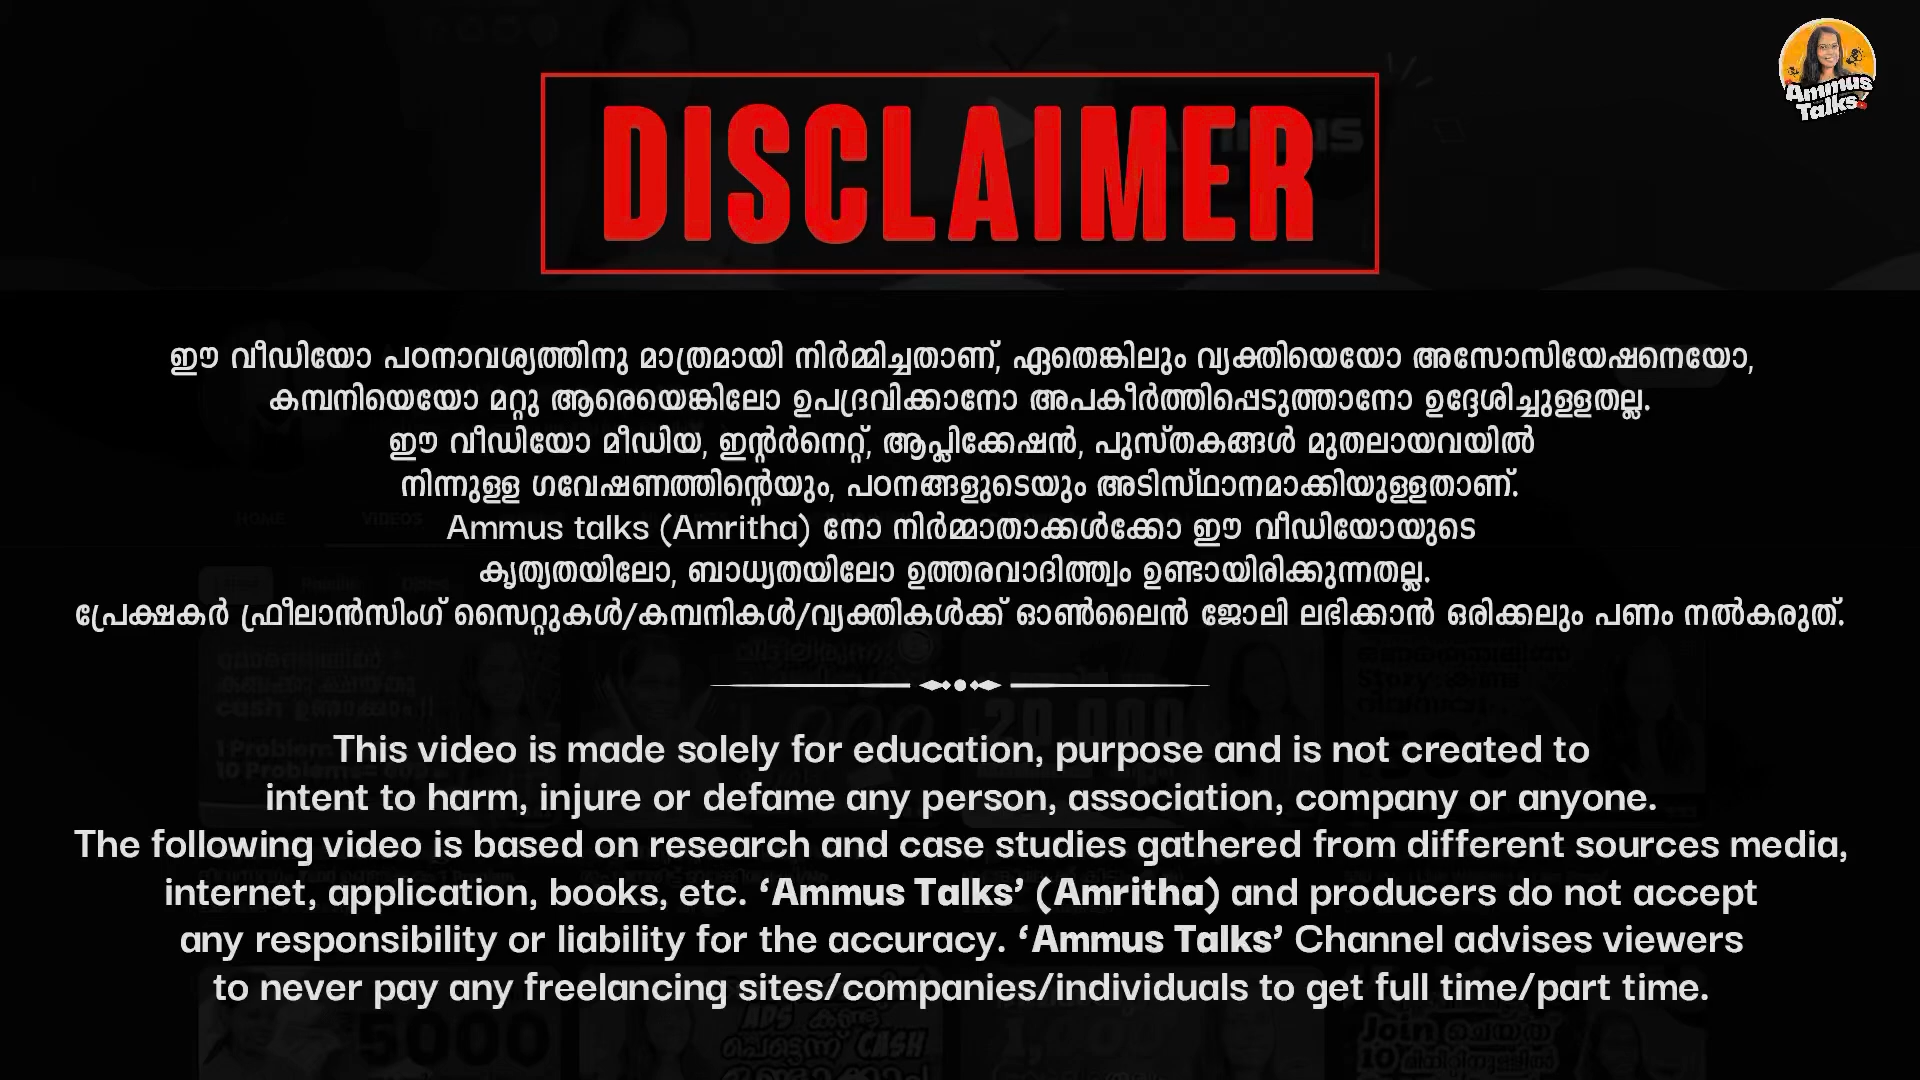 Ammus
Talks
DISCLAIMER
ഈ വീഡിയോ പഠനാവശ്യത്തിനു മാത്രമായി നിർമ്മിച്ചതാണ്, ഏതെങ്കിലും വ്യക്തിയെയോ അസോസിയേഷനെയോ,
കമ്പനിയെയോ മറ്റു ആരെയെങ്കിലോ ഉപദ്രവിക്കാനോ അപകീർത്തിപ്പെടുത്താനോ ഉദ്ദേശിച്ചുള്ളതല്ല.
ഈ വീഡിയോ മീഡിയ, ഇന്റർനെറ്റ്, ആപ്ലിക്കേഷൻ, പുസ്തകങ്ങൾ മുതലായവയിൽ
നിന്നുള്ള ഗവേഷണത്തിന്റെയും, പഠനങ്ങളുടെയും അടിസ്ഥാനമാക്കിയുള്ളതാണ്.
Ammus talks (Amritha) നോ നിർമ്മാതാക്കൾക്കോ ഈ വീഡിയോയുടെ
കൃത്യതയിലോ, ബാധ്യതയിലോ ഉത്തരവാദിത്ത്വം ഉണ്ടായിരിക്കുന്നതല്ല.
പ്രേക്ഷകർ ഫ്രീലാൻസിംഗ് സൈറ്റുകൾ/കമ്പനികൾ/വ്യക്തികൾക്ക് ഓൺലൈൻ ജോലി ലഭിക്കാൻ ഒരിക്കലും പണം നൽകരുത്.
This video is made solely for education, purpose and is not created to
intent to harm, injure or defame any person, association, company or anyone.
The following video is based on research and case studies gathered from different sources media,
internet, application, books, etc. ‘Ammus Talks’ (Amritha) and producers do not accept
any responsibility or liability for the accuracy. ‘Ammus Talks’ Channel advises viewers
to never pay any freelancing sites/companies/individuals to get full time/part time.